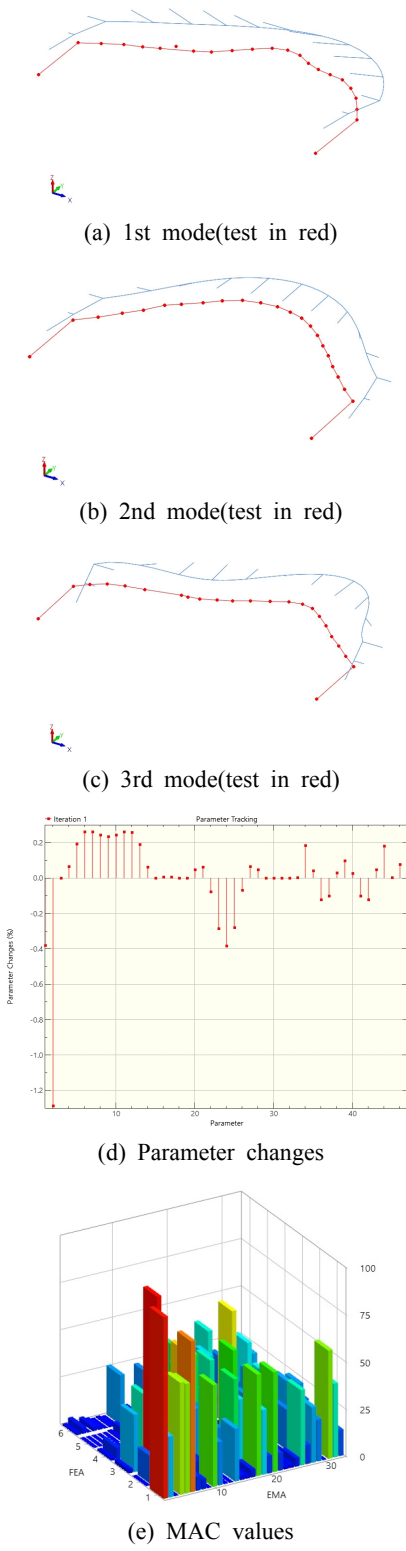 Z
Y
X
(a) 1st mode(test in red)
Z
Y
X
(b) 2nd mode(test in red)
Z
Y
X
(c) 3rd mode(test in red)
Iteration 1 Parameter Tracking
0.2
0.0
-0.2
-0.4
-0.6
-0.8
-1.0
-1.2
Parameter Changes (%)
10 20 30 40
Parameter
(d) Parameter changes
100
75
50
25
0
6
5
4
3
2
1
FEA
10
20
30
EMA
(e) MAC values